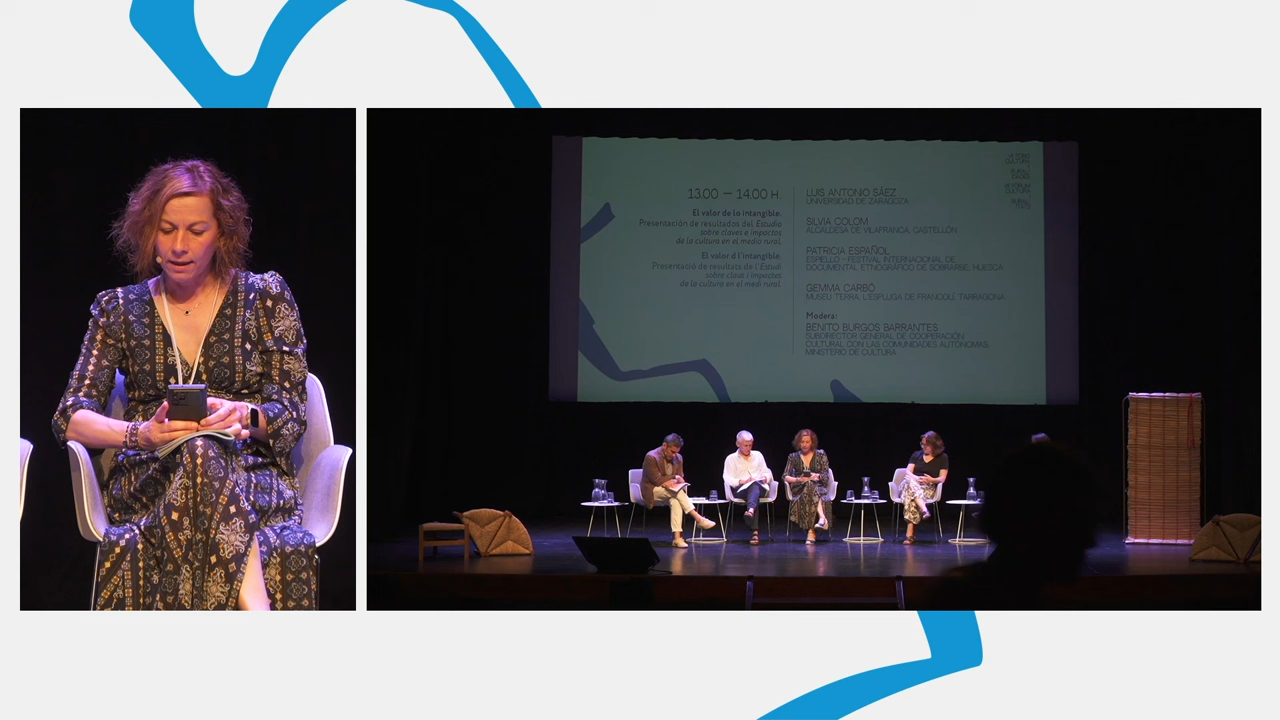 13.00 — 14.00 H.
El valor de lo intangible.
Presentación de resultados del Estudio
sobre claves e impactos
de la cultura en el medio rural.
El valor d l'intangible.
Presentació de resultats de l'Estudi
sobre claus i impactes
de la cultura en el medi rural.
LUIS ANTONIO SÁEZ
UNIVERSIDAD DE ZARAGOZA
SILVIA COLOM
ALCALDESA DE VILAFRANCA, CASTELLÓN
PATRICIA ESPAÑOL
ESPIELLO – FESTIVAL INTERNACIONAL DE
DOCUMENTAL ETNOGRÁFICO DE SOBRARBE, HUESCA
GEMMA CARBÓ
MUSEU TERRA. L'ESPLUGA DE FRANCOLÍ, TARRAGONA
Modera:
BENITO BURGOS BARRANTES
SUBDIRECTOR GENERAL DE COOPERACIÓN
CULTURAL CON LAS COMUNIDADES AUTÓNOMAS
MINISTERIO DE CULTURA